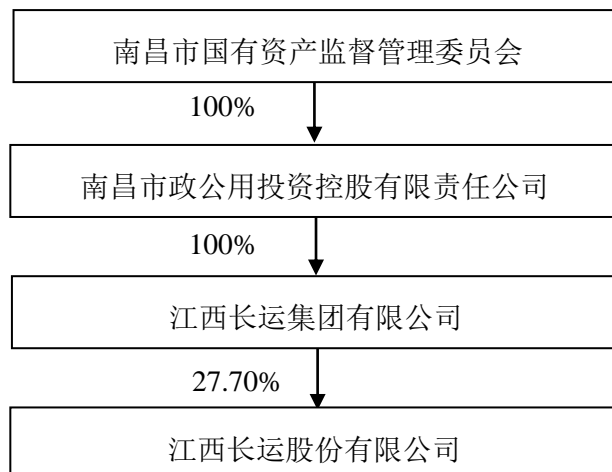 南昌市国有资产监督管理委员会
100%
南昌市政公用投资控股有限责任公司
100%
江西长运集团有限公司
27.70%
江西长运股份有限公司